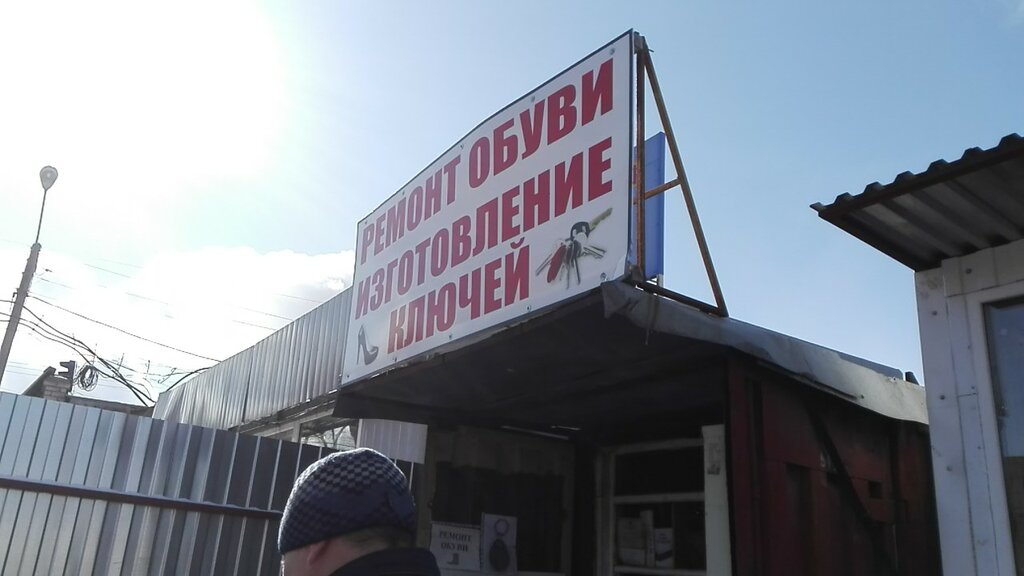 РЕМОНТ ОБУВИ
ИЗГОТОВЛЕНИЕ
КЛЮЧЕЙ
РЕМОНТ
ОБУВИ